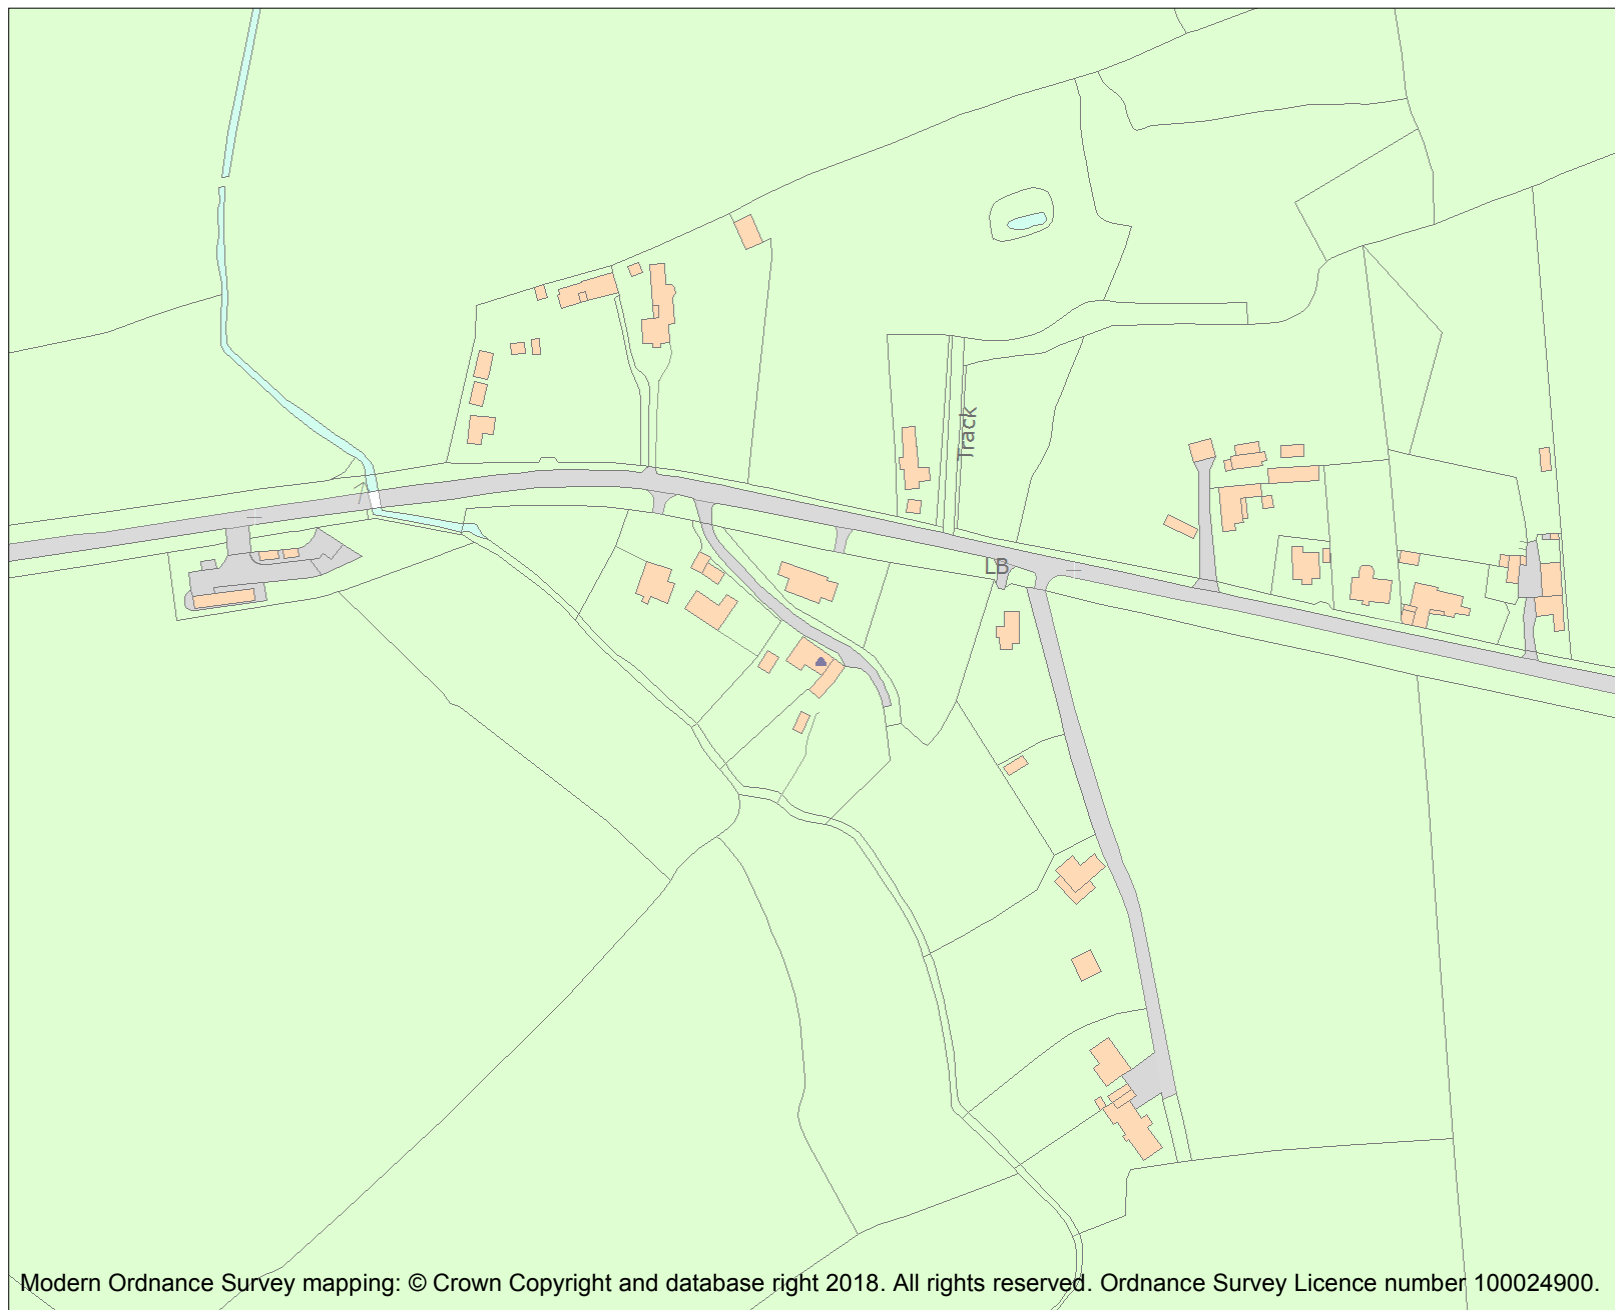 Track
LB
Modern Ordnance Survey mapping: © Crown Copyright and database right 2018. All rights reserved. Ordnance Survey Licence number 100024900.